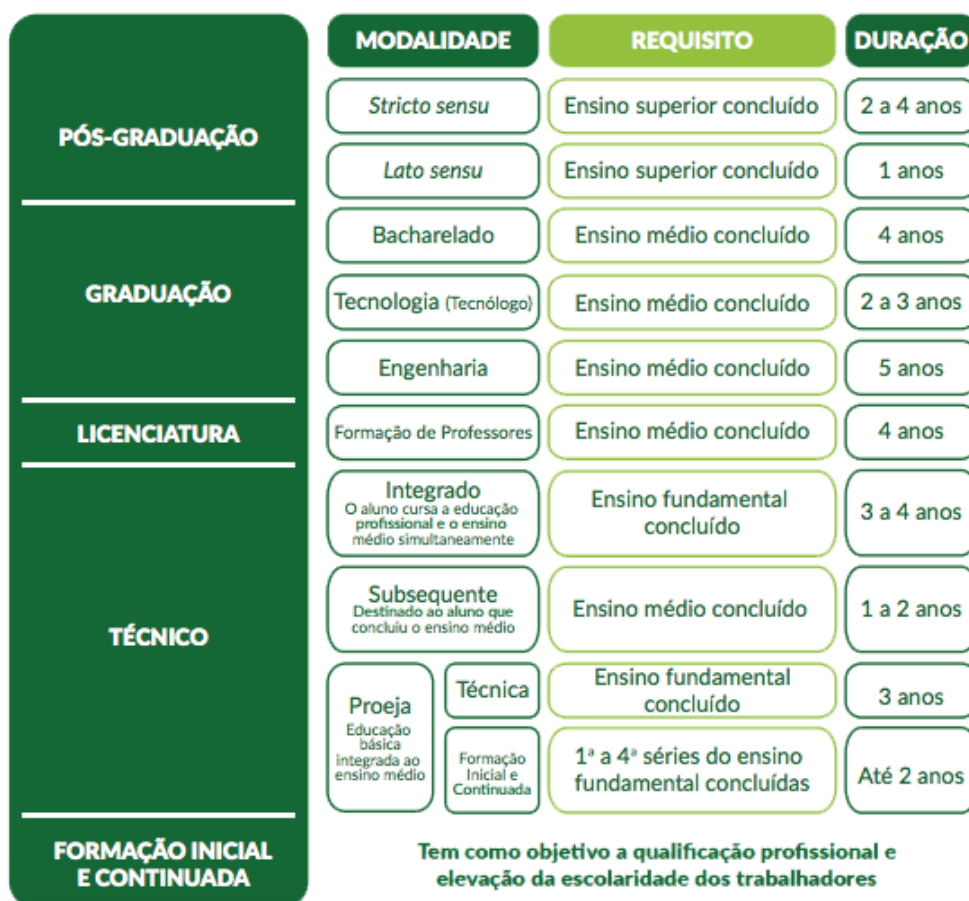 MODALIDADE REQUISITO DURAÇÃO
PÓS-GRADUAÇÃO
Stricto sensu Ensino superior concluído 2 a 4 anos
Lato sensu Ensino superior concluído 1 anos
GRADUAÇÃO
Bacharelado Ensino médio concluído 4 anos
Tecnologia (Tecnólogo) Ensino médio concluído 2 a 3 anos
Engenharia Ensino médio concluído 5 anos
LICENCIATURA
Formação de Professores Ensino médio concluído 4 anos
TÉCNICO
Integrado
O aluno cursa a educação
profissional e o ensino
médio simultaneamente
Ensino fundamental
concluído
3 a 4 anos
Subsequente
Destinado ao aluno que
concluiu o ensino médio
Ensino médio concluído
1 a 2 anos
Proeja
Educação
básica
integrada ao
ensino médio
Técnica
Ensino fundamental
concluído
3 anos
Formação
Inicial e
Continuada
1ª a 4ª séries do ensino
fundamental concluídas
Até 2 anos
FORMAÇÃO INICIAL
E CONTINUADA
Tem como objetivo a qualificação profissional e
elevação da escolaridade dos trabalhadores